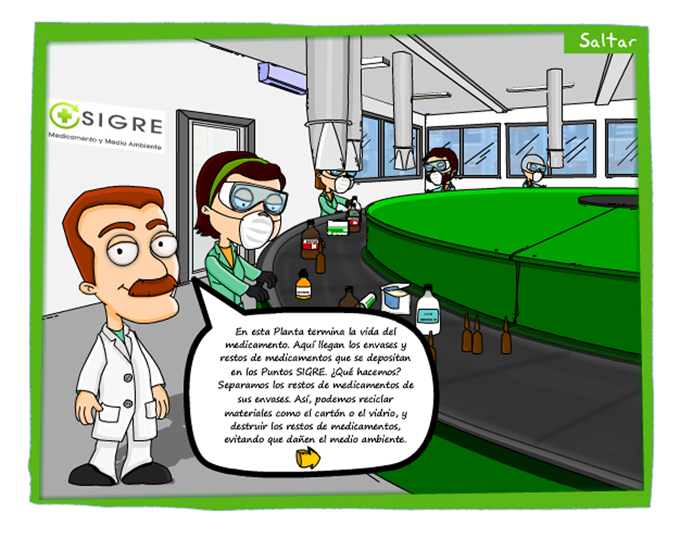 Saltar
SIGRE
Medicamento y Medio Ambiente
En esta Planta termina la vida del
medicamento. Aquí llegan los envases y
restos de medicamentos que se depositan
en los Puntos SIGRE. ¿Qué hacemos?
Separamos los restos de medicamentos de
sus envases. Así, podemos reciclar
materiales como el cartón o el vidrio, y
destruir los restos de medicamentos,
evitando que dañen el medio ambiente.